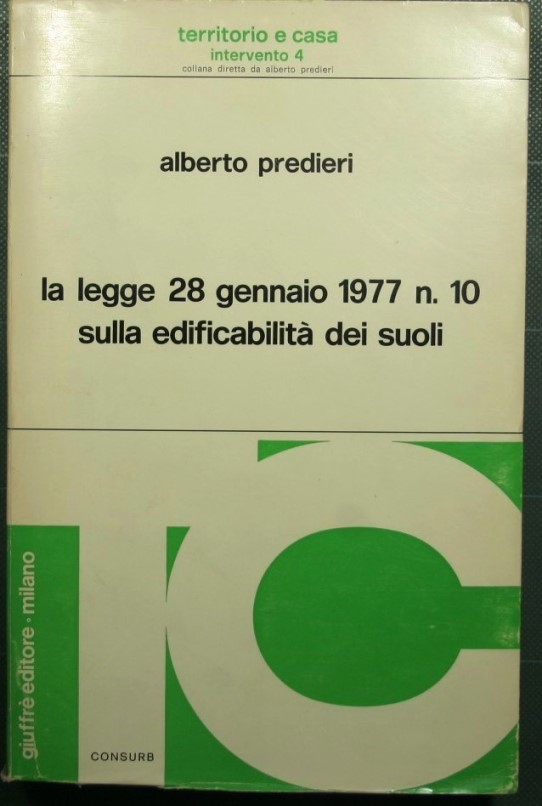 territorio e casa
intervento 4
collana diretta da alberto predieri
alberto predieri
la legge 28 gennaio 1977 n. 10
sulla edificabilità dei suoli
TC
giuffrè editore · milano
CONSURB